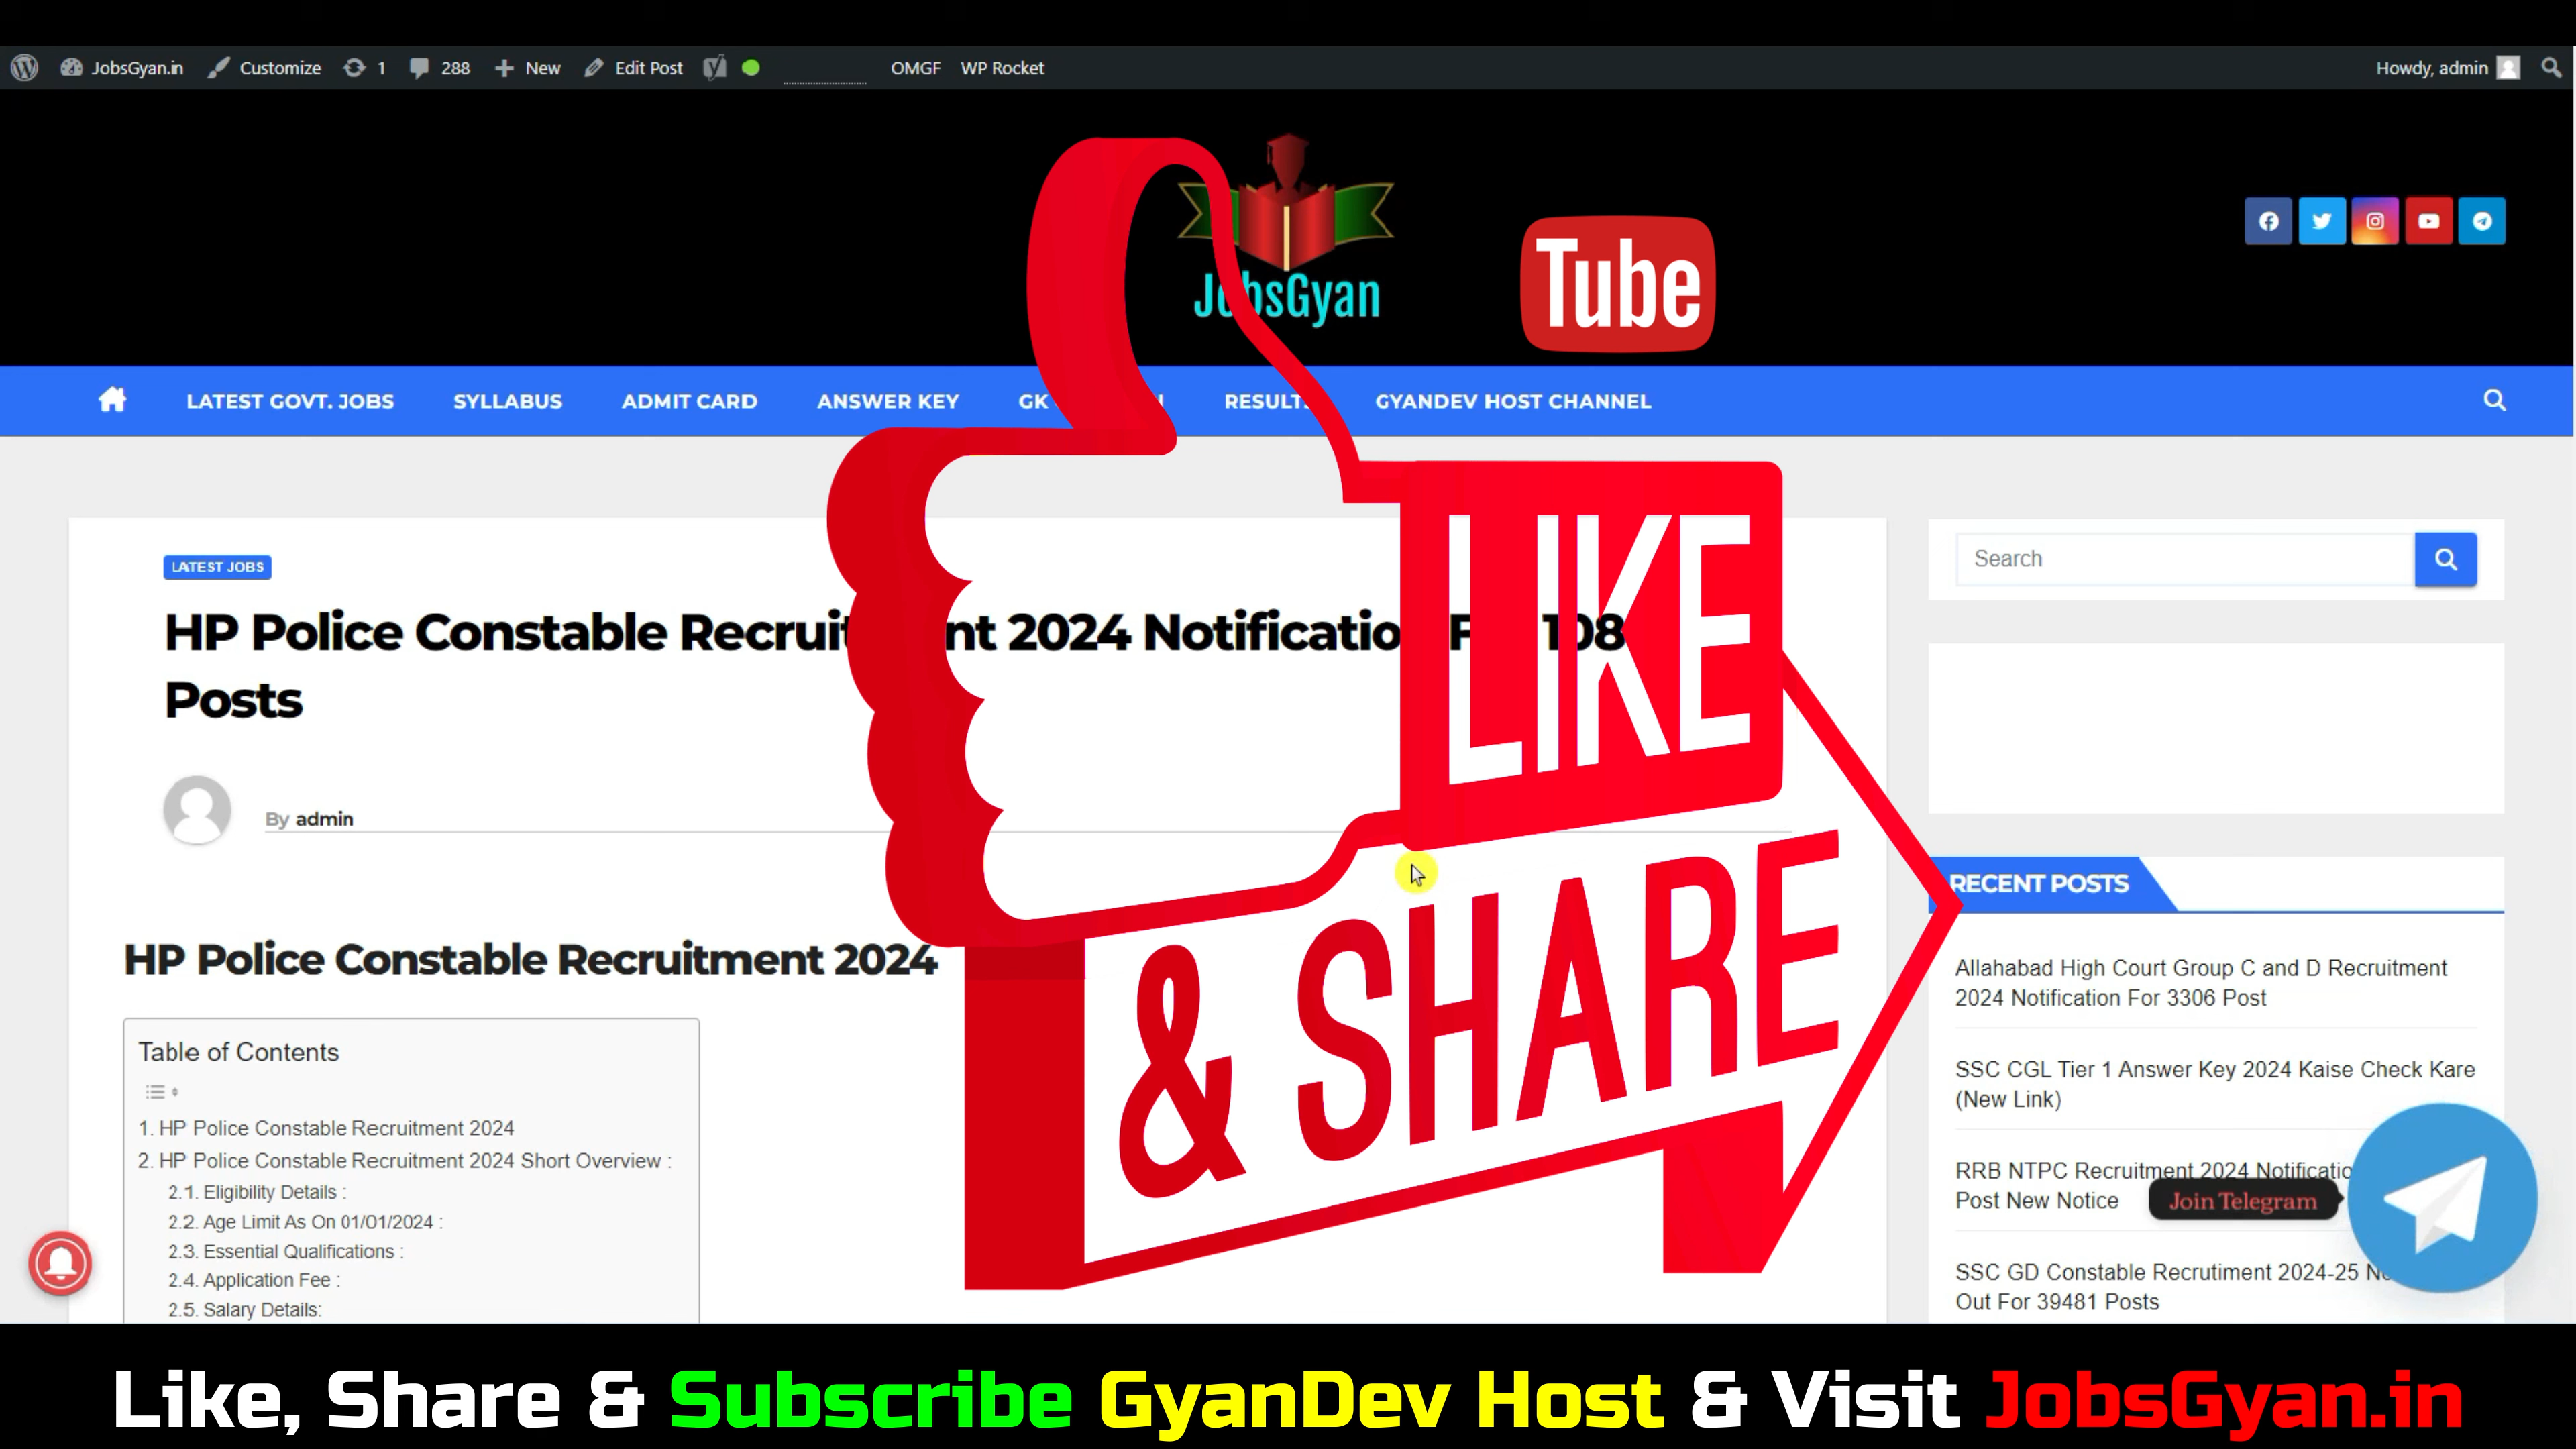 JobsGyan.in Customize 1 288 New Edit Post OMGF WP Rocket Howdy, admin
JobsGyan
Tube
LATEST GOVT. JOBS SYLLABUS ADMIT CARD ANSWER KEY GK RESULTS GYANDEV HOST CHANNEL
LATEST JOBS
HP Police Constable 2024 108
Posts
By admin
HP Police Constable Recruitment 2024
Table of Contents
1. HP Police Constable Recruitment 2024
2. HP Police Constable Recruitment 2024 Short Overview :
2.1. Eligibility Details :
2.2. Age Limit As On 01/01/2024 :
2.3. Essential Qualifications :
2.4. Application Fee :
2.5. Salary Details:
LIKE
& SHARE
Search
RECENT POSTS
Allahabad High Court Group C and D Recruitment
2024 Notification For 3306 Post
SSC CGL Tier 1 Answer Key 2024 Kaise Check Kare
(New Link)
RRB NTPC Recruitment 2024
Post New Notice
Join Telegram
SSC GD Constable Recrutiment 2024-25
Out For 39481 Posts
Like, Share & Subscribe GyanDev Host & Visit JobsGyan.in